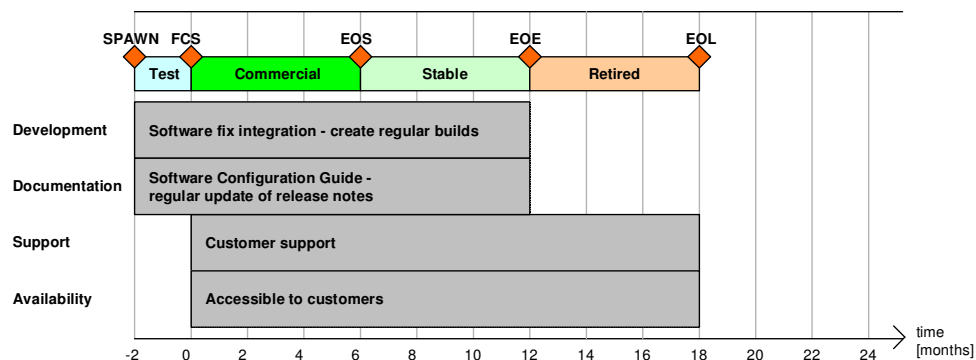 SPAWN FCS EOS EOE EOL
Test Commercial Stable Retired
Development Software fix integration - create regular builds
Documentation Software Configuration Guide -
regular update of release notes
Support Customer support
Availability Accessible to customers
-2 0 2 4 6 8 10 12 14 16 18 20 22 24 time
[months]